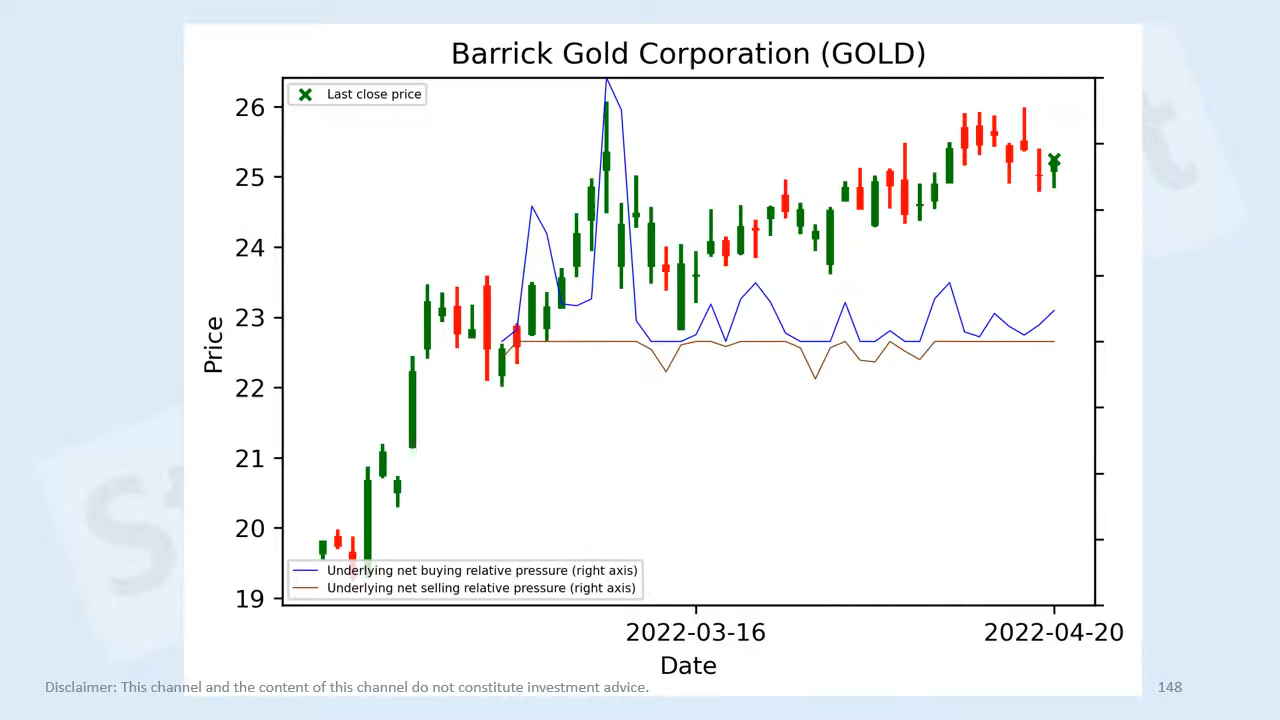 Barrick Gold Corporation (GOLD)
Last close price
26
25
24
23
22
21
20
19
Price
Underlying net buying relative pressure (right axis)
Underlying net selling relative pressure (right axis)
2022-03-16
2022-04-20
Date
Disclaimer: This channel and the content of this channel do not constitute investment advice.
148